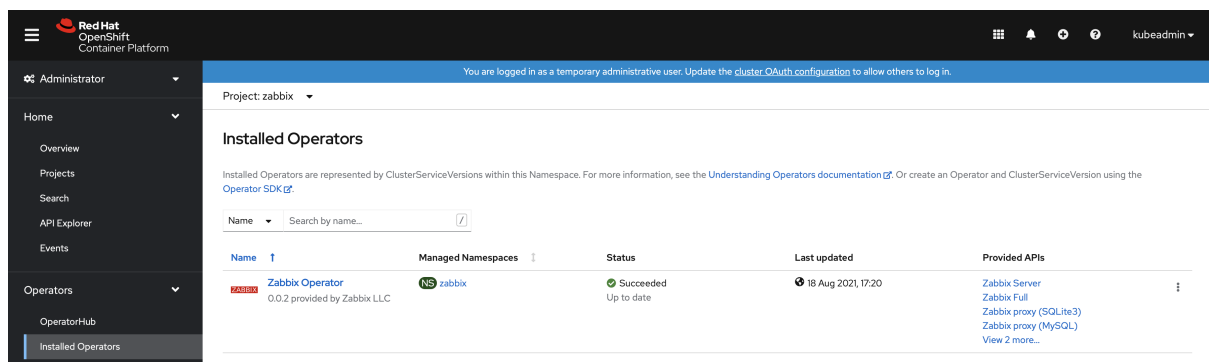 Red Hat
OpenShift
Container Platform
kubeadmin
Administrator
You are logged in as a temporary administrative user. Update the cluster OAuth configuration to allow others to log in.
Project: zabbix
Home
Overview
Projects
Search
API Explorer
Events
Operators
OperatorHub
Installed Operators
Installed Operators
Installed Operators are represented by ClusterServiceVersions within this Namespace. For more information, see the Understanding Operators documentation. Or create an Operator and ClusterServiceVersion using the
Operator SDK.
Name
Search by name...
/
Name
Managed Namespaces
Status
Last updated
Provided APIs
ZABBIX
Zabbix Operator
0.0.2 provided by Zabbix LLC
NS zabbix
Succeeded
Up to date
18 Aug 2021, 17:20
Zabbix Server
Zabbix Full
Zabbix proxy (SQLite3)
Zabbix proxy (MySQL)
View 2 more...